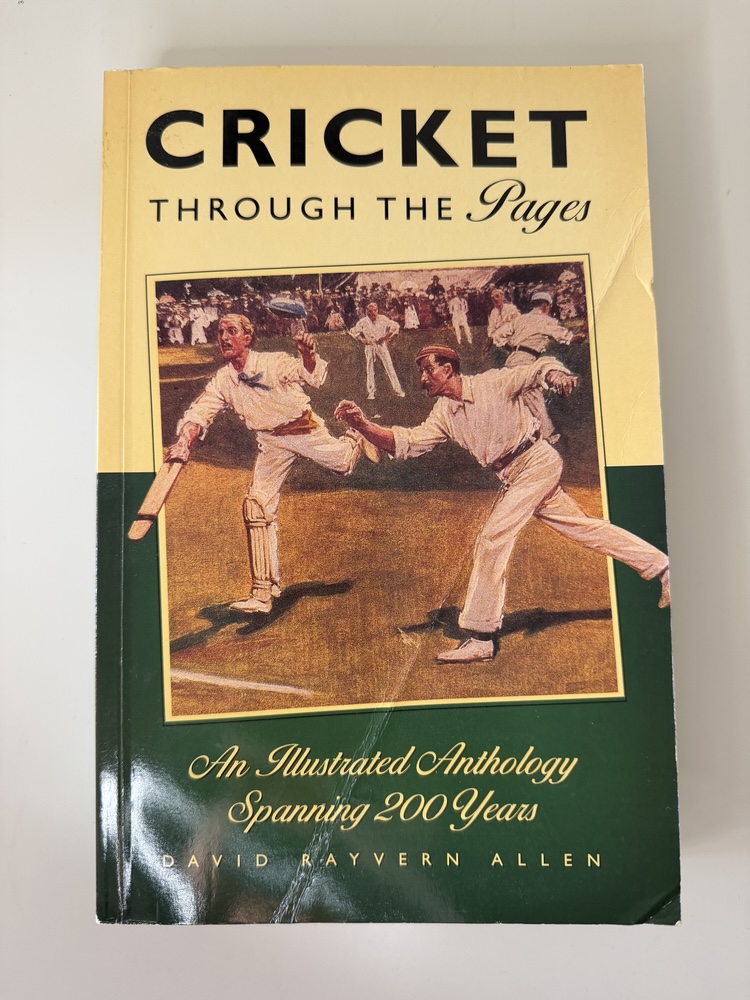 CRICKET
THROUGH THE Pages
An Illustrated Anthology
Spanning 200 Years
DAVID RAYVERN ALLEN